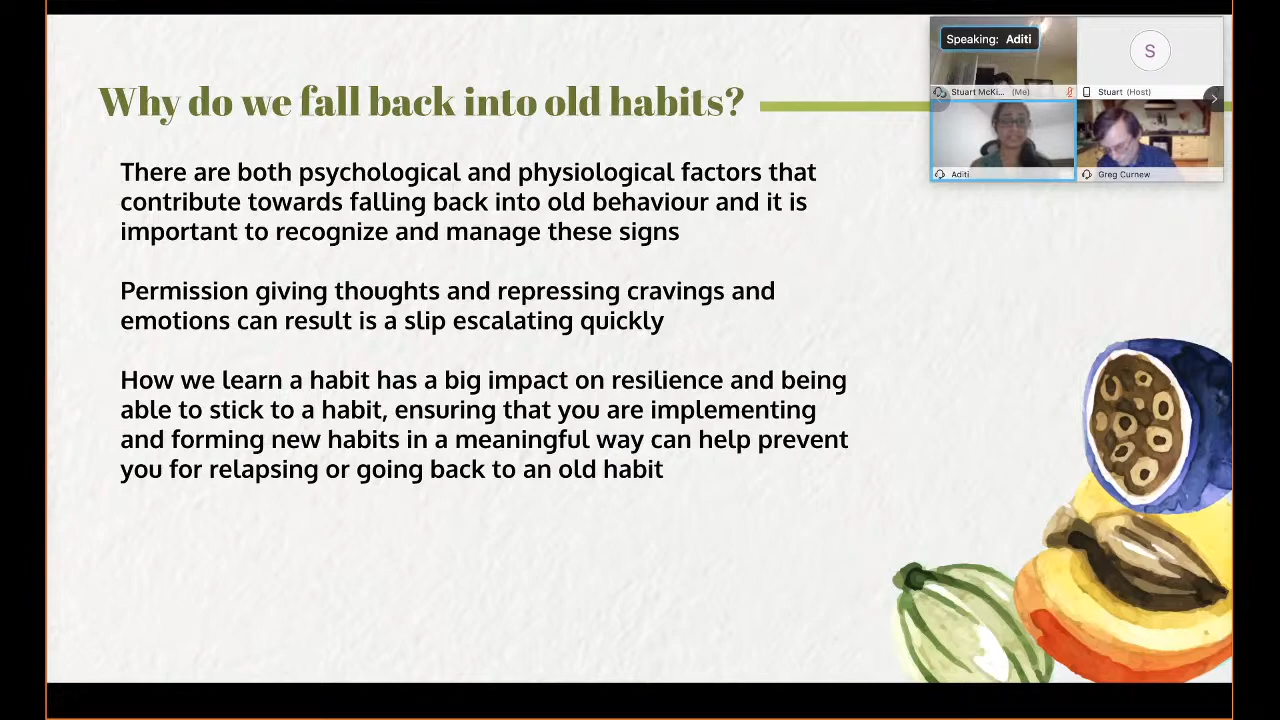 Why do we fall back into old habits?
There are both psychological and physiological factors that
contribute towards falling back into old behaviour and it is
important to recognize and manage these signs
Permission giving thoughts and repressing cravings and
emotions can result is a slip escalating quickly
How we learn a habit has a big impact on resilience and being
able to stick to a habit, ensuring that you are implementing
and forming new habits in a meaningful way can help prevent
you for relapsing or going back to an old habit
Speaking: Aditi
S
Stuart McKi... (Me)
Stuart (Host)
Aditi
Greg Curnew